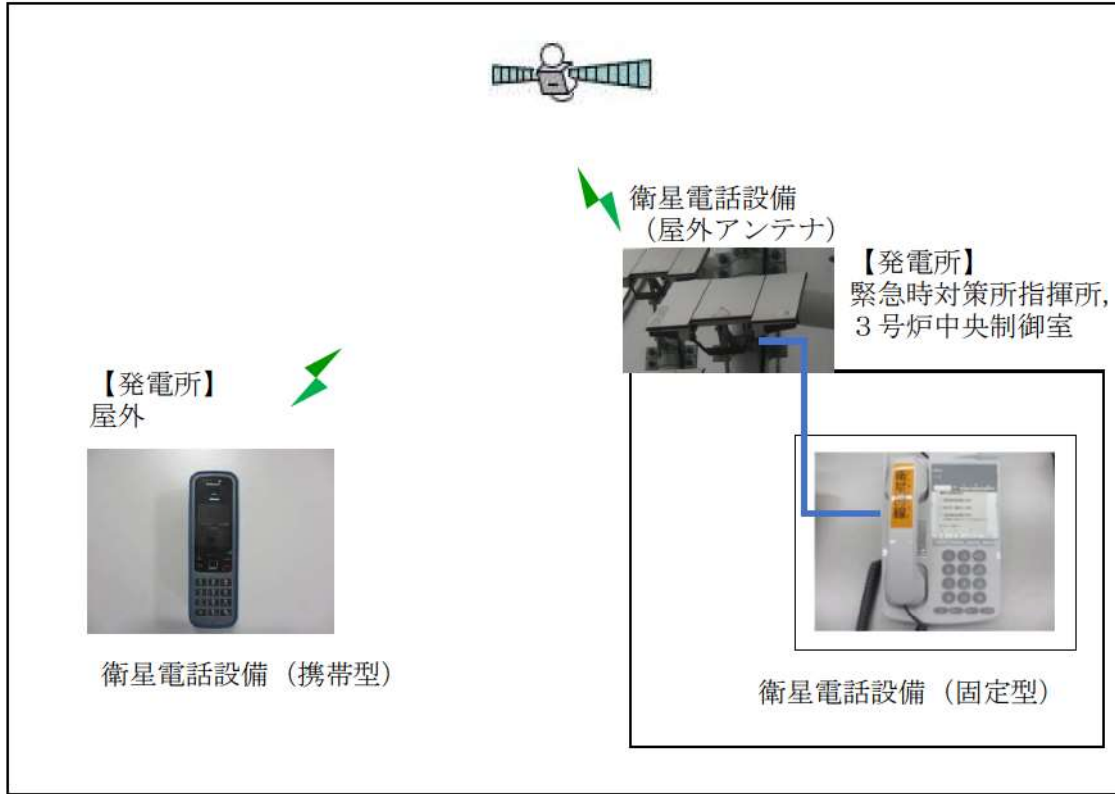 衛星電話設備
（屋外アンテナ）
【発電所】
緊急時対策所指揮所,
３号炉中央制御室
【発電所】
屋外
衛星電話設備（携帯型）
衛星電話設備（固定型）